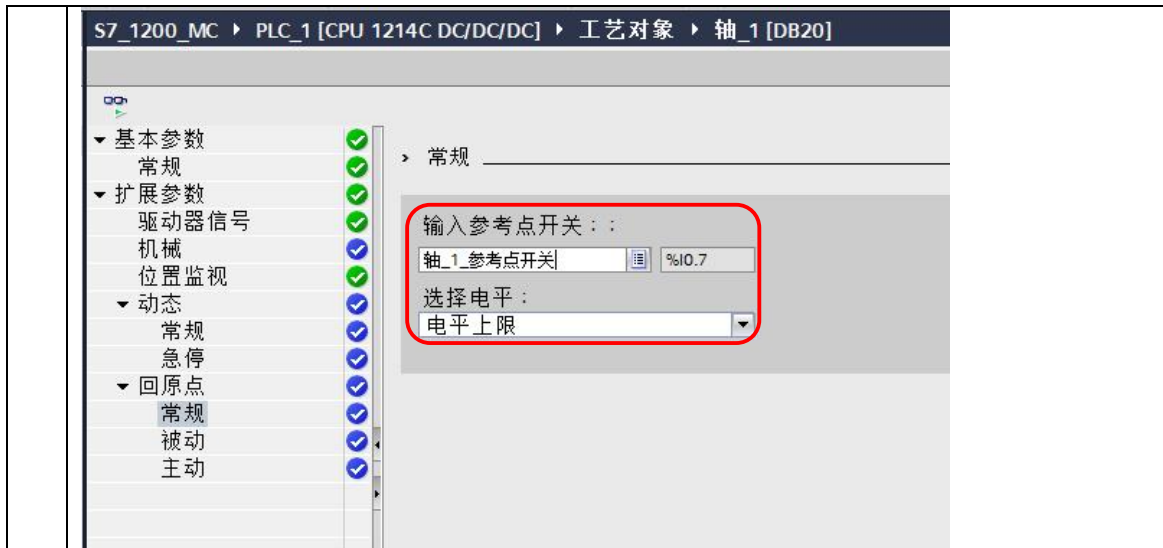 S7_1200_MC ▸ PLC_1 [CPU 1214C DC/DC/DC] ▸ 工艺对象 ▸ 轴_1 [DB20]
基本参数
常规
扩展参数
驱动器信号
机械
位置监视
动态
常规
急停
回原点
常规
被动
主动
常规
输入参考点开关：：
轴_1_参考点开关 %I0.7
选择电平：
电平上限